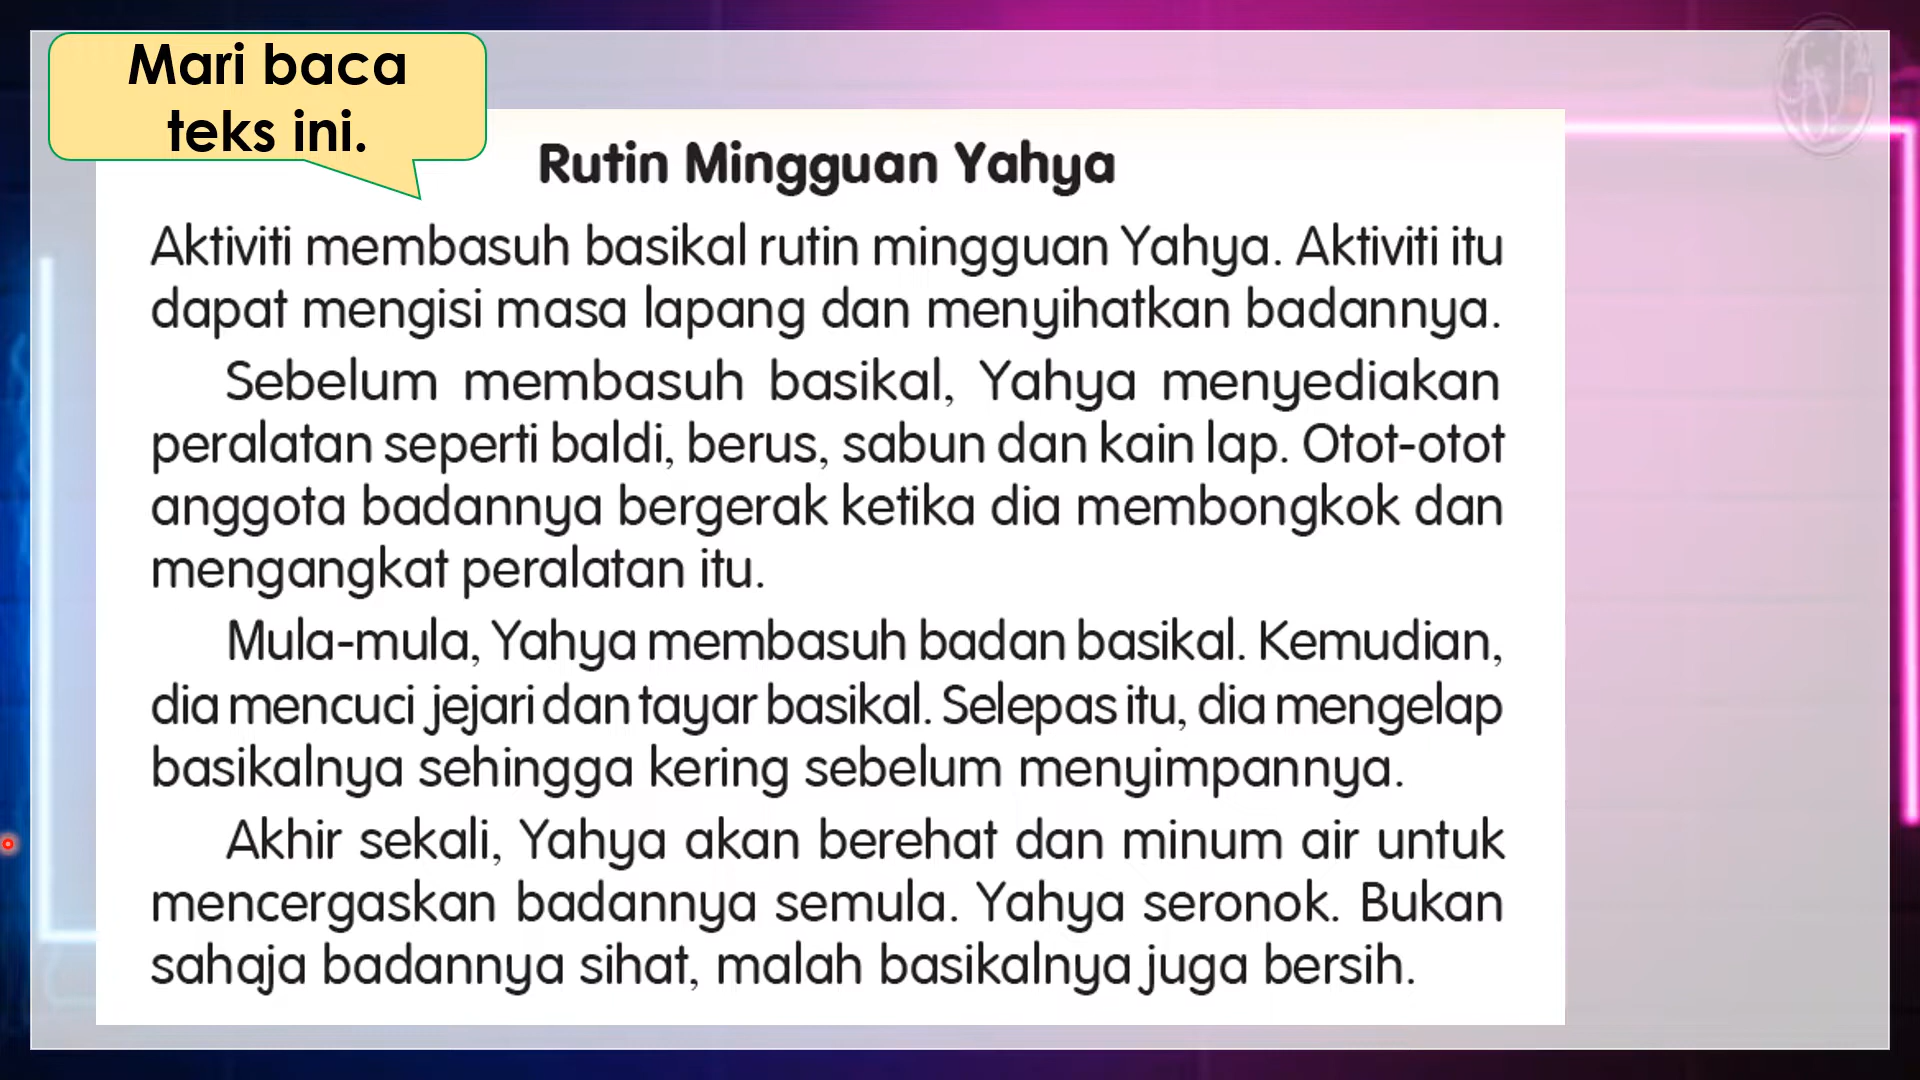 Mari baca
teks ini.
Rutin Mingguan Yahya
Aktiviti membasuh basikal rutin mingguan Yahya. Aktiviti itu
dapat mengisi masa lapang dan menyihatkan badannya.
Sebelum membasuh basikal, Yahya menyediakan
peralatan seperti baldi, berus, sabun dan kain lap. Otot-otot
anggota badannya bergerak ketika dia membongkok dan
mengangkat peralatan itu.
Mula-mula, Yahya membasuh badan basikal. Kemudian,
dia mencuci jejari dan tayar basikal. Selepas itu, dia mengelap
basikalnya sehingga kering sebelum menyimpannya.
Akhir sekali, Yahya akan berehat dan minum air untuk
mencergaskan badannya semula. Yahya seronok. Bukan
sahaja badannya sihat, malah basikalnya juga bersih.